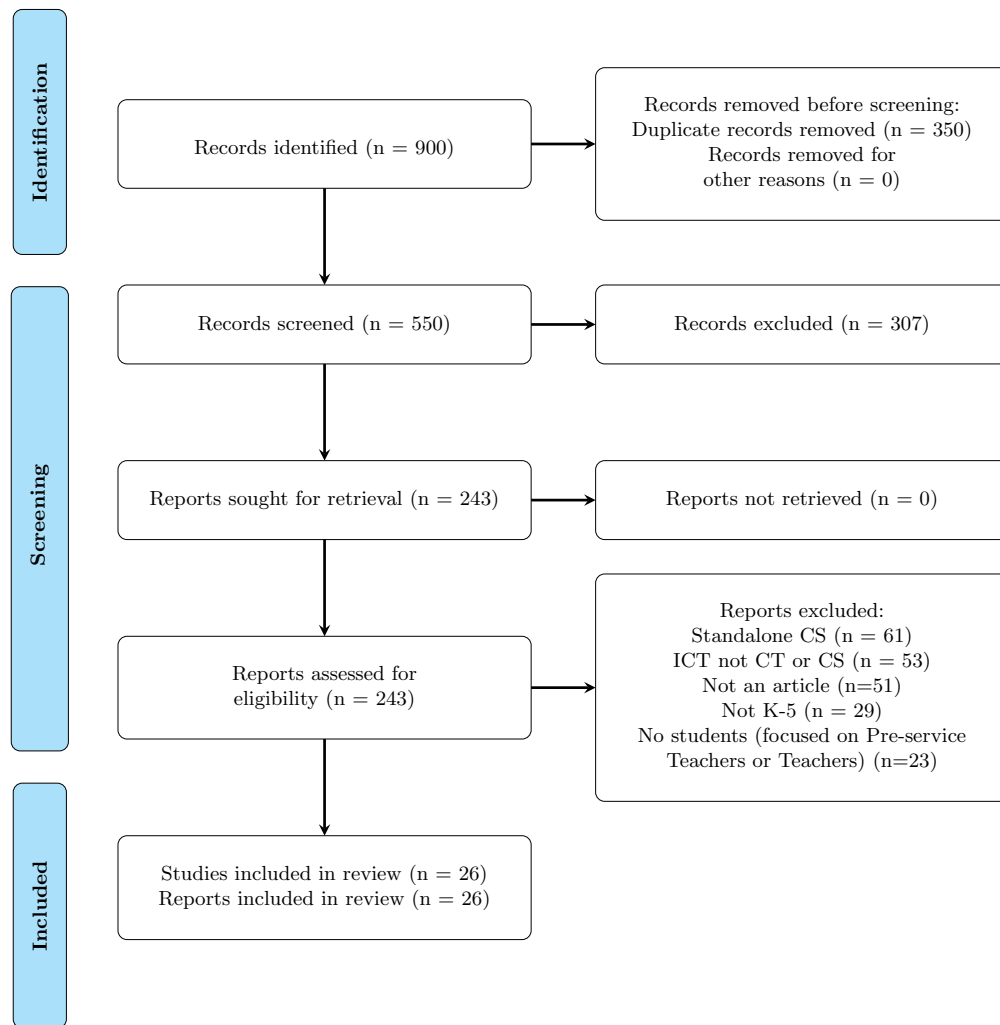 Identification
Records identified (n = 900)
Records removed before screening:
Duplicate records removed (n = 350)
Records removed for
other reasons (n = 0)
Screening
Records screened (n = 550)
Records excluded (n = 307)
Reports sought for retrieval (n = 243)
Reports not retrieved (n = 0)
Reports assessed for
eligibility (n = 243)
Reports excluded:
Standalone CS (n = 61)
ICT not CT or CS (n = 53)
Not an article (n=51)
Not K-5 (n = 29)
No students (focused on Pre-service
Teachers or Teachers) (n=23)
Included
Studies included in review (n = 26)
Reports included in review (n = 26)